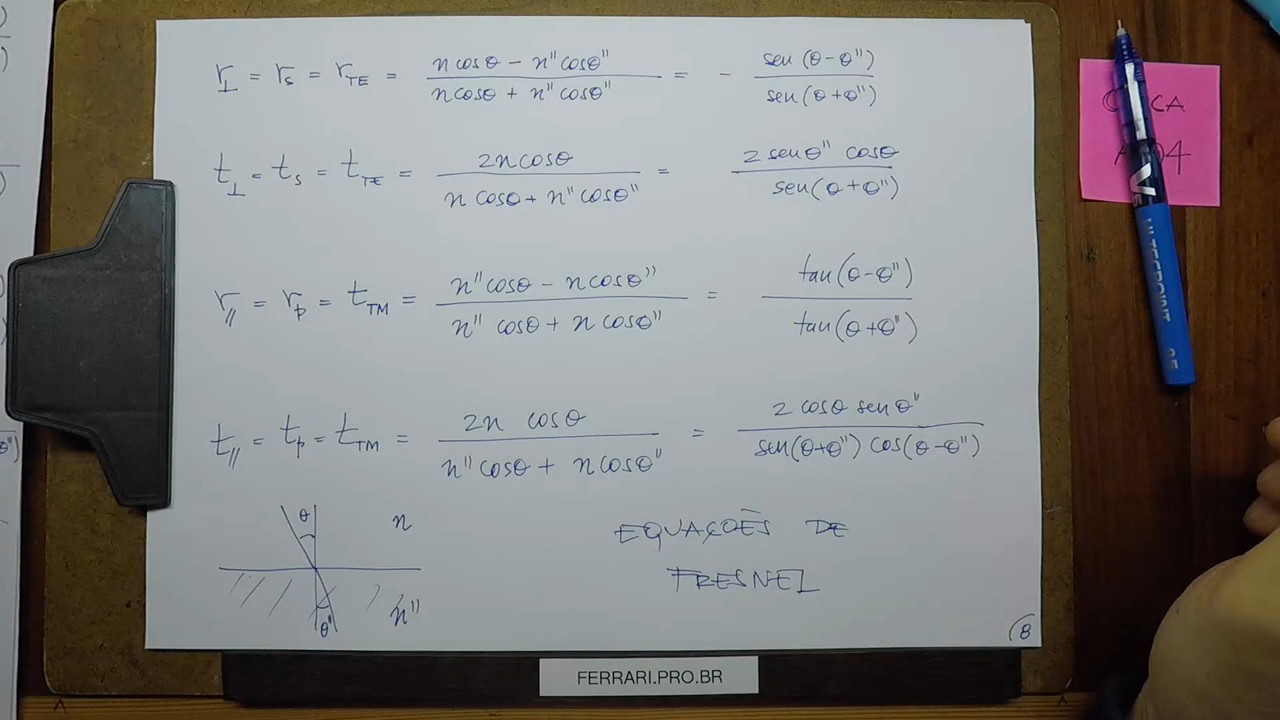 r⊥ = rs = rTE = (n cosθ − n'' cosθ'') / (n cosθ + n'' cosθ'') = − sen(θ−θ'') / sen(θ+θ'')
t⊥ = ts = tTE = 2n cosθ / (n cosθ + n'' cosθ'') = 2 senθ'' cosθ / sen(θ+θ'')
r// = rp = tTM = (n'' cosθ − n cosθ'') / (n'' cosθ + n cosθ'') = tan(θ−θ'') / tan(θ+θ'')
t// = tp = tTM = 2n cosθ / (n'' cosθ + n cosθ'') = 2 cosθ senθ'' / sen(θ+θ'') cos(θ−θ'')
θ n
n''
θ''
EQUAÇÕES DE
FRESNEL
8
FERRARI.PRO.BR